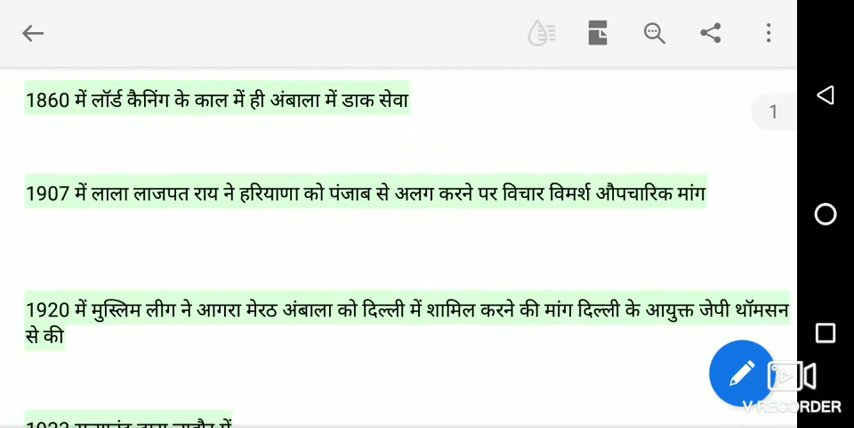 1860 में लॉर्ड कैनिंग के काल में ही अंबाला में डाक सेवा
1
1907 में लाला लाजपत राय ने हरियाणा को पंजाब से अलग करने पर विचार विमर्श औपचारिक मांग
1920 में मुस्लिम लीग ने आगरा मेरठ अंबाला को दिल्ली में शामिल करने की मांग दिल्ली के आयुक्त जेपी थॉमसन
से की
V RECORDER